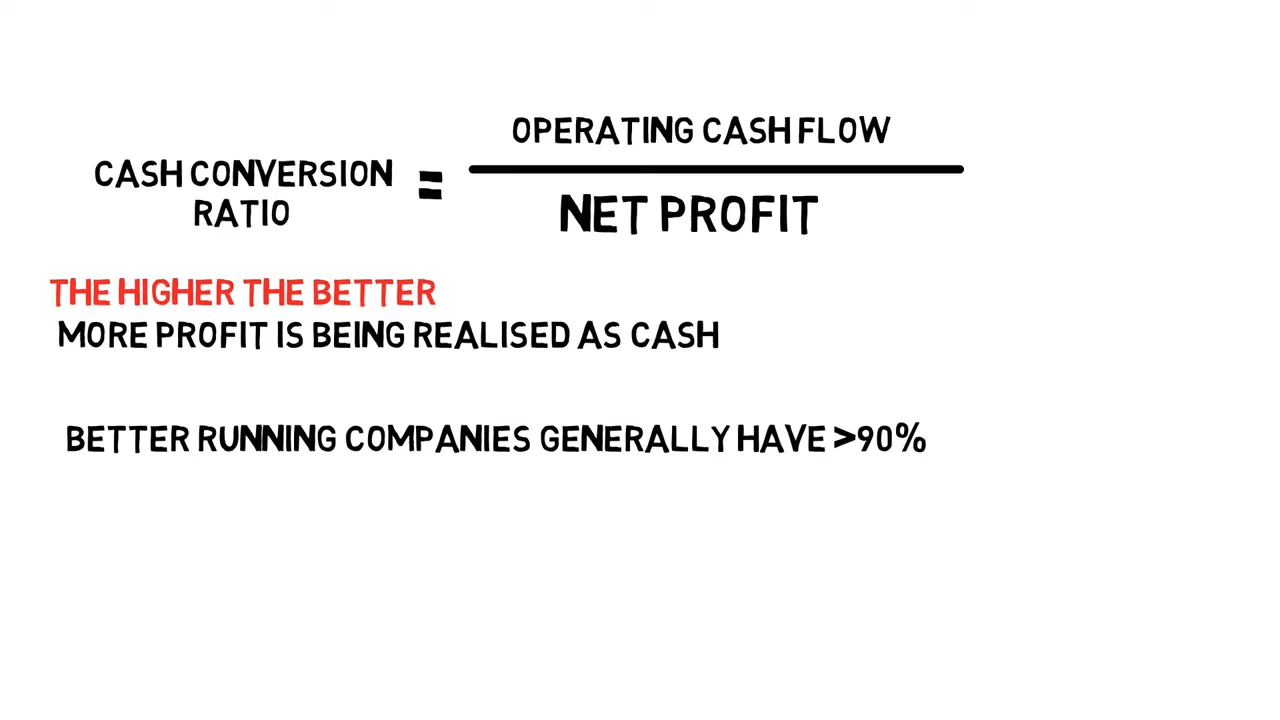 OPERATING CASH FLOW
CASH CONVERSION
RATIO
=
NET PROFIT
THE HIGHER THE BETTER
MORE PROFIT IS BEING REALISED AS CASH
BETTER RUNNING COMPANIES GENERALLY HAVE >90%